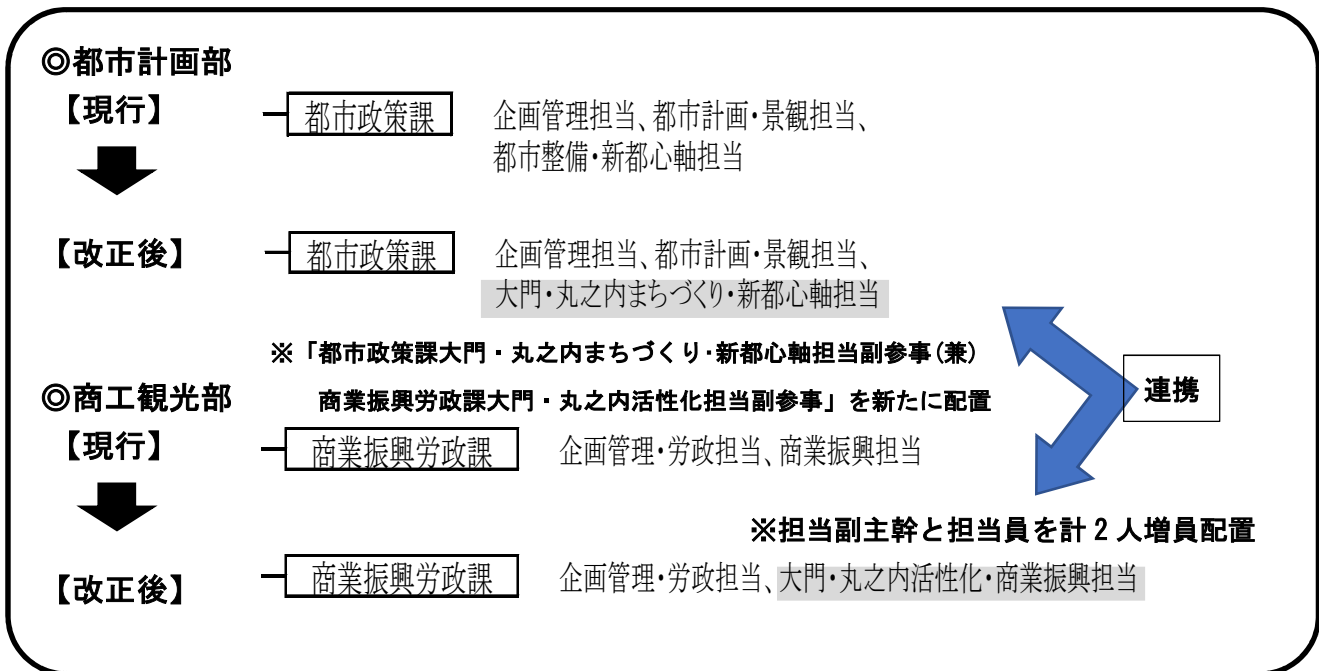 ◎都市計画部
【現行】 都市政策課 企画管理担当、都市計画・景観担当、
都市整備・新都心軸担当
【改正後】 都市政策課 企画管理担当、都市計画・景観担当、
大門・丸之内まちづくり・新都心軸担当
※「都市政策課大門・丸之内まちづくり・新都心軸担当副参事(兼)
商業振興労政課大門・丸之内活性化担当副参事」を新たに配置
連携
◎商工観光部
【現行】 商業振興労政課 企画管理・労政担当、商業振興担当
※担当副主幹と担当員を計2人増員配置
【改正後】 商業振興労政課 企画管理・労政担当、大門・丸之内活性化・商業振興担当